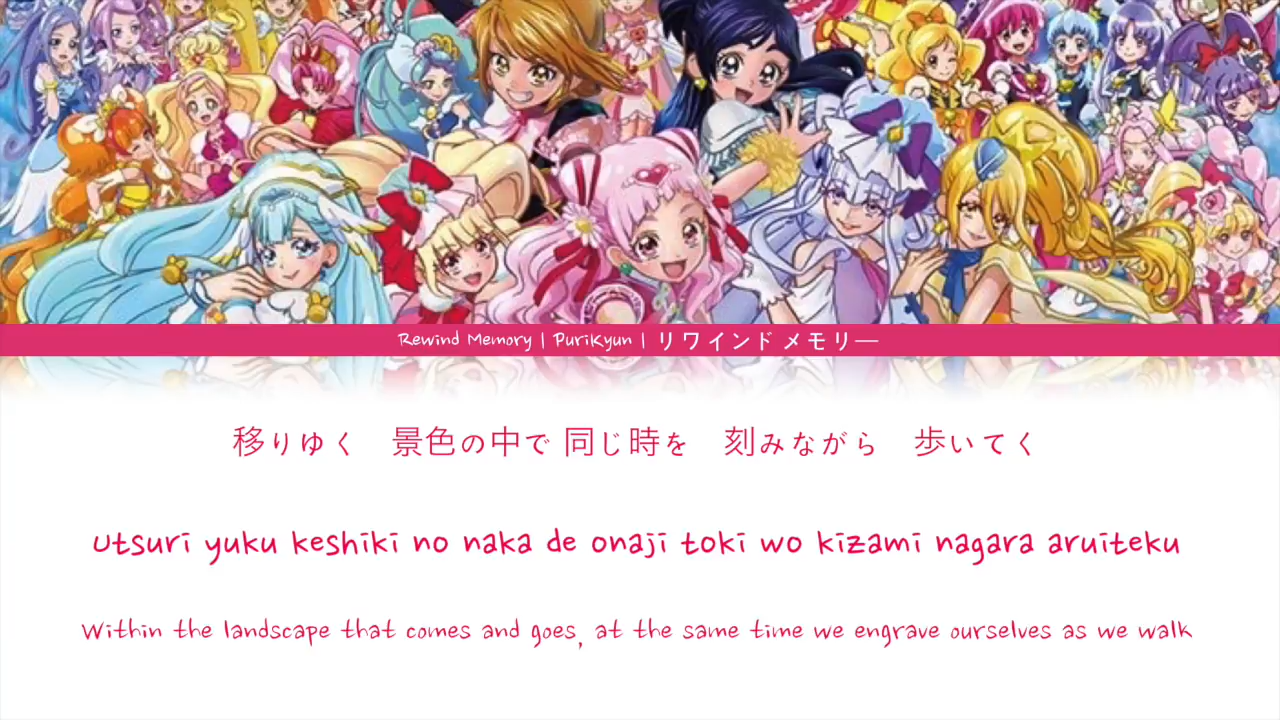 Rewind Memory | PuriKyun | リワインド メモリー
移りゆく　景色の中で 同じ時を　刻みながら　歩いてく
Utsuri yuku keshiki no naka de onaji toki wo kizami nagara aruiteku
Within the landscape that comes and goes, at the same time we engrave ourselves as we walk